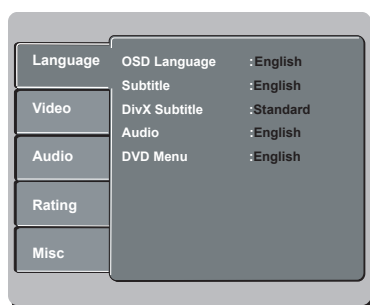 Language
Video
Audio
Rating
Misc
OSD Language :English
Subtitle :English
DivX Subtitle :Standard
Audio :English
DVD Menu :English